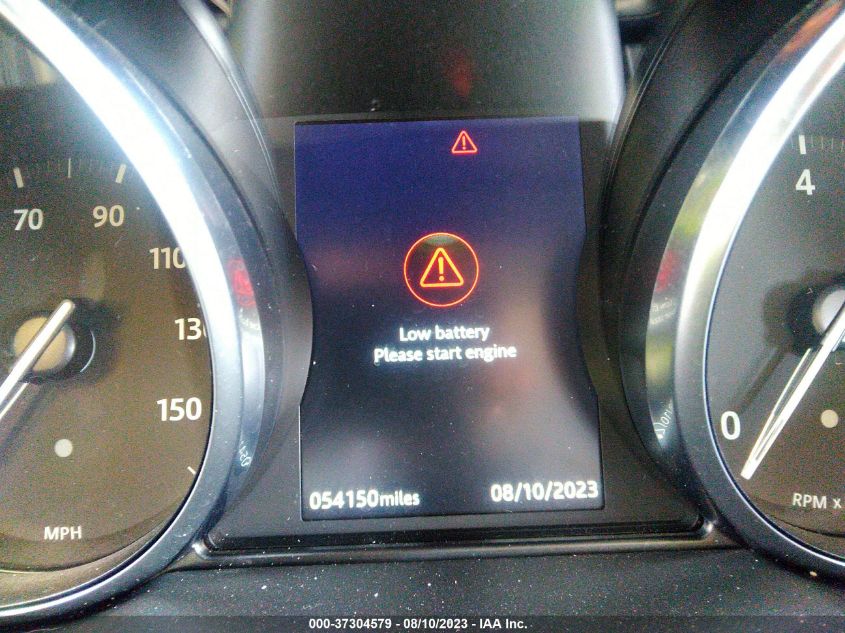 70
90
110
13
150
MPH
Low battery
Please start engine
054150miles
08/10/2023
4
0
RPM x
000-37304579 - 08/10/2023 - IAA Inc.